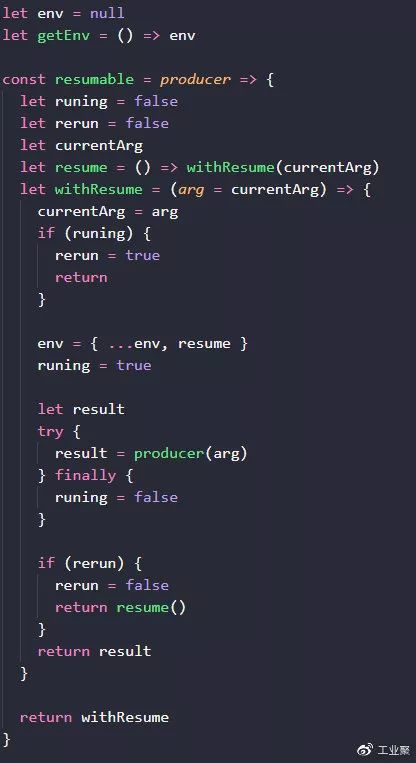 let env = null
let getEnv = () => env

const resumable = producer => {
  let runing = false
  let rerun = false
  let currentArg
  let resume = () => withResume(currentArg)
  let withResume = (arg = currentArg) => {
    currentArg = arg
    if (runing) {
      rerun = true
      return
    }

    env = { ...env, resume }
    runing = true

    let result
    try {
      result = producer(arg)
    } finally {
      runing = false
    }

    if (rerun) {
      rerun = false
      return resume()
    }
    return result
  }

  return withResume
}
工业聚